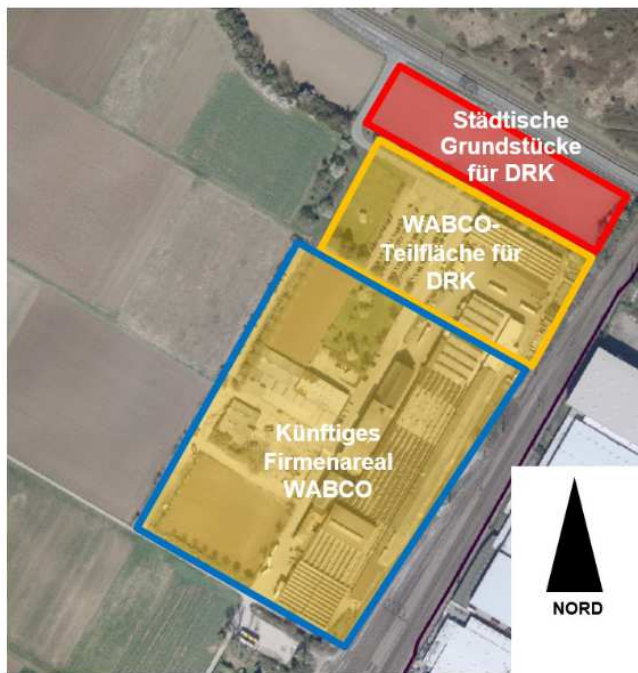 Städtische
Grundstücke
für DRK
WABCO-
Teilfläche für
DRK
Künftiges
Firmenareal
WABCO
NORD